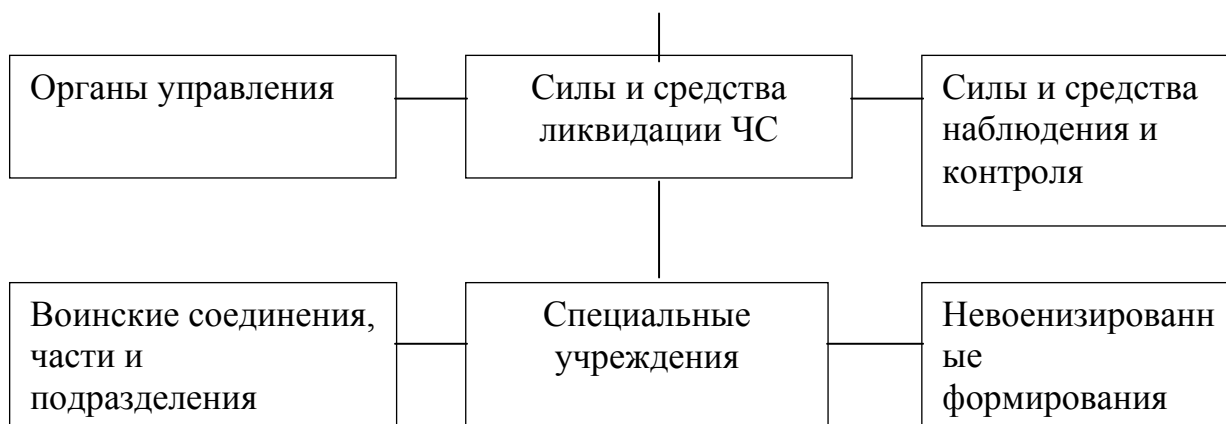 Органы управления
Силы и средства
ликвидации ЧС
Силы и средства
наблюдения и
контроля
Воинские соединения,
части и
подразделения
Специальные
учреждения
Невоенизированн
ые
формирования